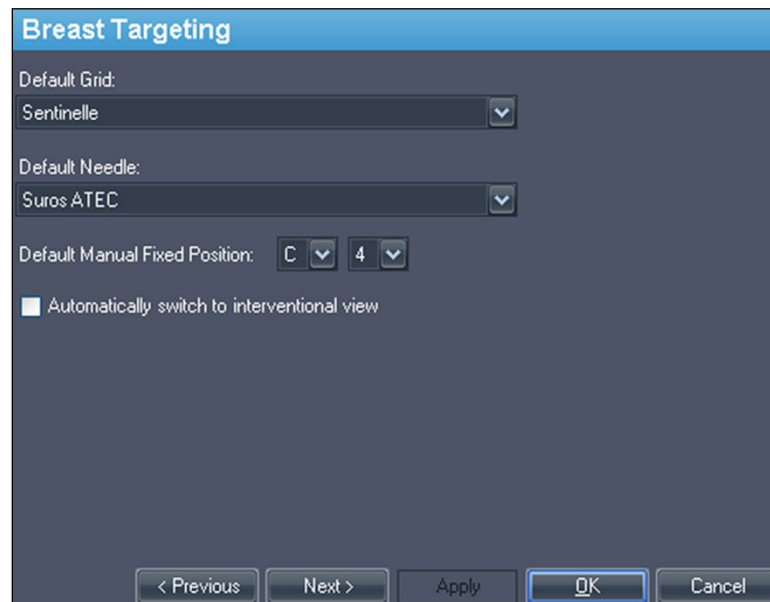 Breast Targeting
Default Grid:
Sentinelle
Default Needle:
Suros ATEC
Default Manual Fixed Position: C 4
Automatically switch to interventional view
< Previous Next > Apply OK Cancel